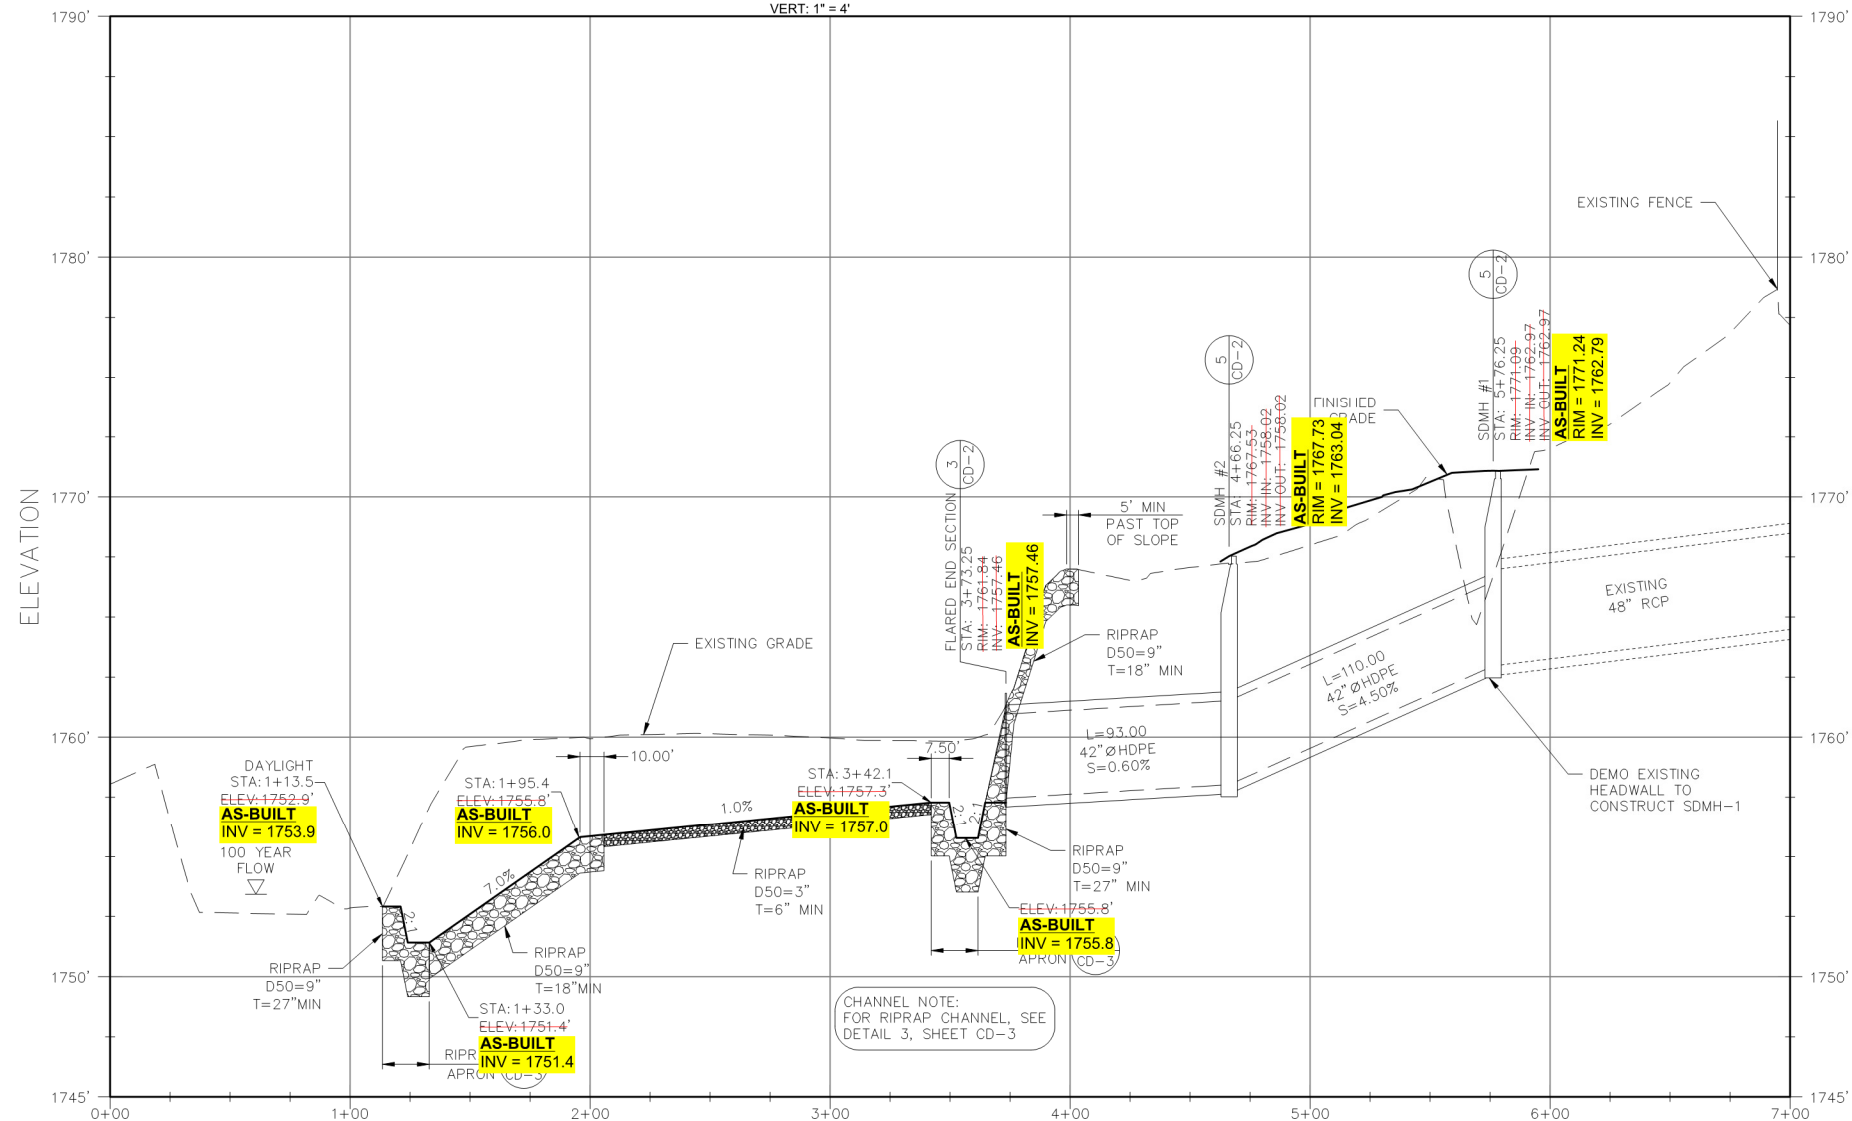 VERT: 1" = 4'
1790'
1790'
1780'
1780'
1770'
1770'
1760'
1760'
1750'
1750'
1745'
1745'
ELEVATION
0+00
1+00
2+00
3+00
4+00
5+00
6+00
7+00
EXISTING FENCE
5
CD-2
SDMH #1
STA: 5+76.25
RIM: 1771.09
INV IN: 1762.97
INV OUT: 1762.97
AS-BUILT
RIM = 1771.24
INV = 1762.79
5
CD-2
SDMH #2
STA: 4+66.25
RIM: 1767.53
INV IN: 1758.02
INV OUT: 1758.02
AS-BUILT
RIM = 1767.73
INV = 1763.04
FINISHED
GRADE
3
CD-2
FLARED END SECTION
STA: 3+73.25
RIM: 1761.84
INV: 1757.46
AS-BUILT
INV = 1757.46
5' MIN
PAST TOP
OF SLOPE
RIPRAP
D50=9"
T=18" MIN
EXISTING
48" RCP
L=110.00
42"ØHDPE
S=4.50%
L=93.00
42"ØHDPE
S=0.60%
DEMO EXISTING
HEADWALL TO
CONSTRUCT SDMH-1
EXISTING GRADE
10.00'
7.50'
DAYLIGHT
STA:1+13.5
ELEV:1752.9'
AS-BUILT
INV = 1753.9
100 YEAR
FLOW
STA:1+95.4
ELEV:1755.8'
AS-BUILT
INV = 1756.0
STA:3+42.1
ELEV:1757.3'
AS-BUILT
INV = 1757.0
1.0%
7.0%
2:1
2:1
2:1
RIPRAP
D50=3"
T=6" MIN
RIPRAP
D50=9"
T=27" MIN
ELEV:1755.8'
AS-BUILT
INV = 1755.8
APRON
CD-3
RIPRAP
D50=9"
T=18"MIN
RIPRAP
D50=9"
T=27"MIN
STA:1+33.0
ELEV:1751.4'
AS-BUILT
INV = 1751.4
APRON
CD-3
CHANNEL NOTE:
FOR RIPRAP CHANNEL, SEE
DETAIL 3, SHEET CD-3